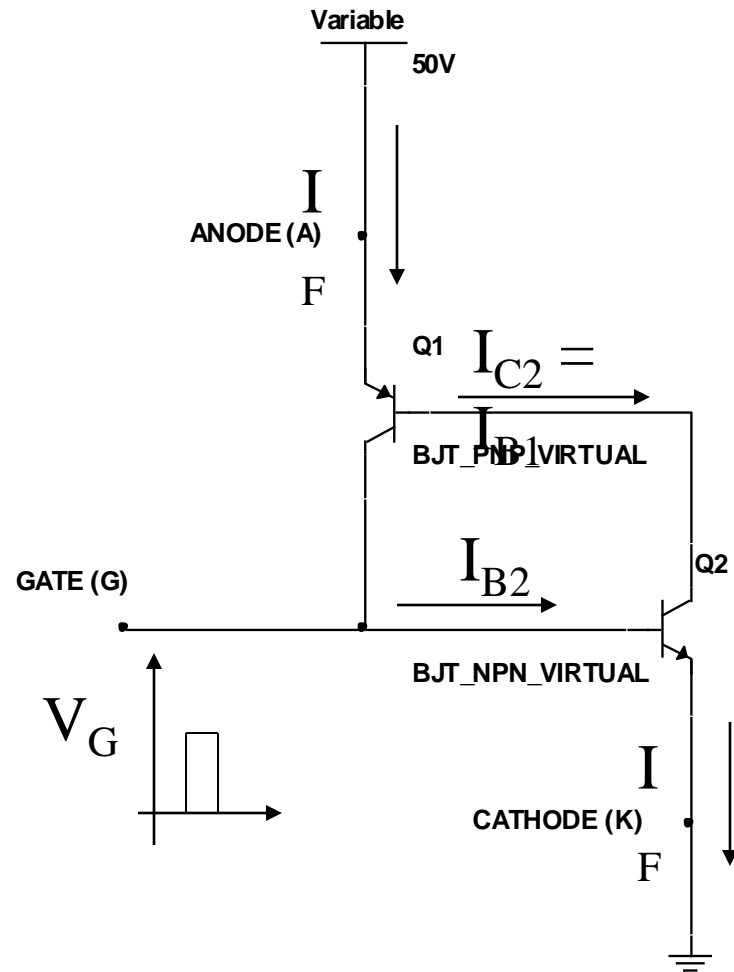 Variable
50V
I
ANODE (A)
F
Q1
I_C2 =
I_B1
BJT_PNP_VIRTUAL
I_B2
Q2
GATE (G)
BJT_NPN_VIRTUAL
V_G
I
CATHODE (K)
F